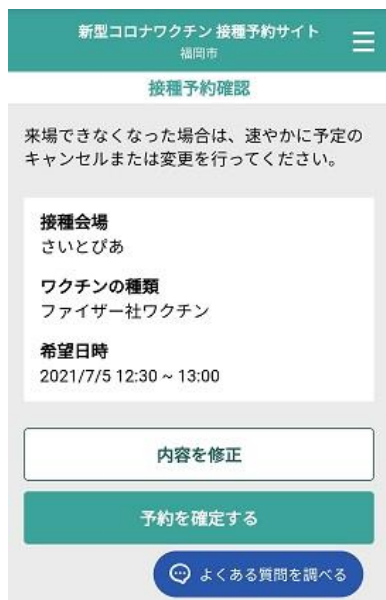 新型コロナワクチン 接種予約サイト
福岡市
接種予約確認
来場できなくなった場合は、速やかに予定の
キャンセルまたは変更を行ってください。
接種会場
さいとぴあ
ワクチンの種類
ファイザー社ワクチン
希望日時
2021/7/5 12:30 ~ 13:00
内容を修正
予約を確定する
よくある質問を調べる